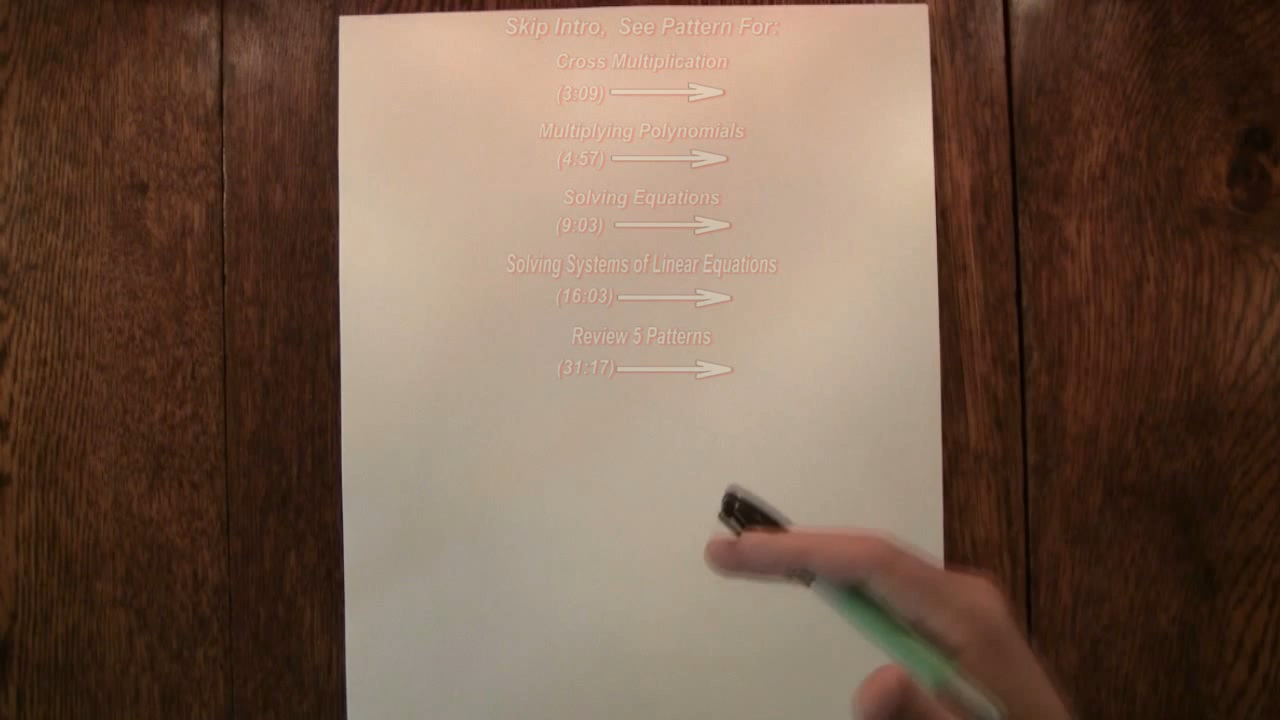 Skip Intro, See Pattern For:
Cross Multiplication
(3:09)
Multiplying Polynomials
(4:57)
Solving Equations
(9:03)
Solving Systems of Linear Equations
(16:03)
Review 5 Patterns
(31:17)